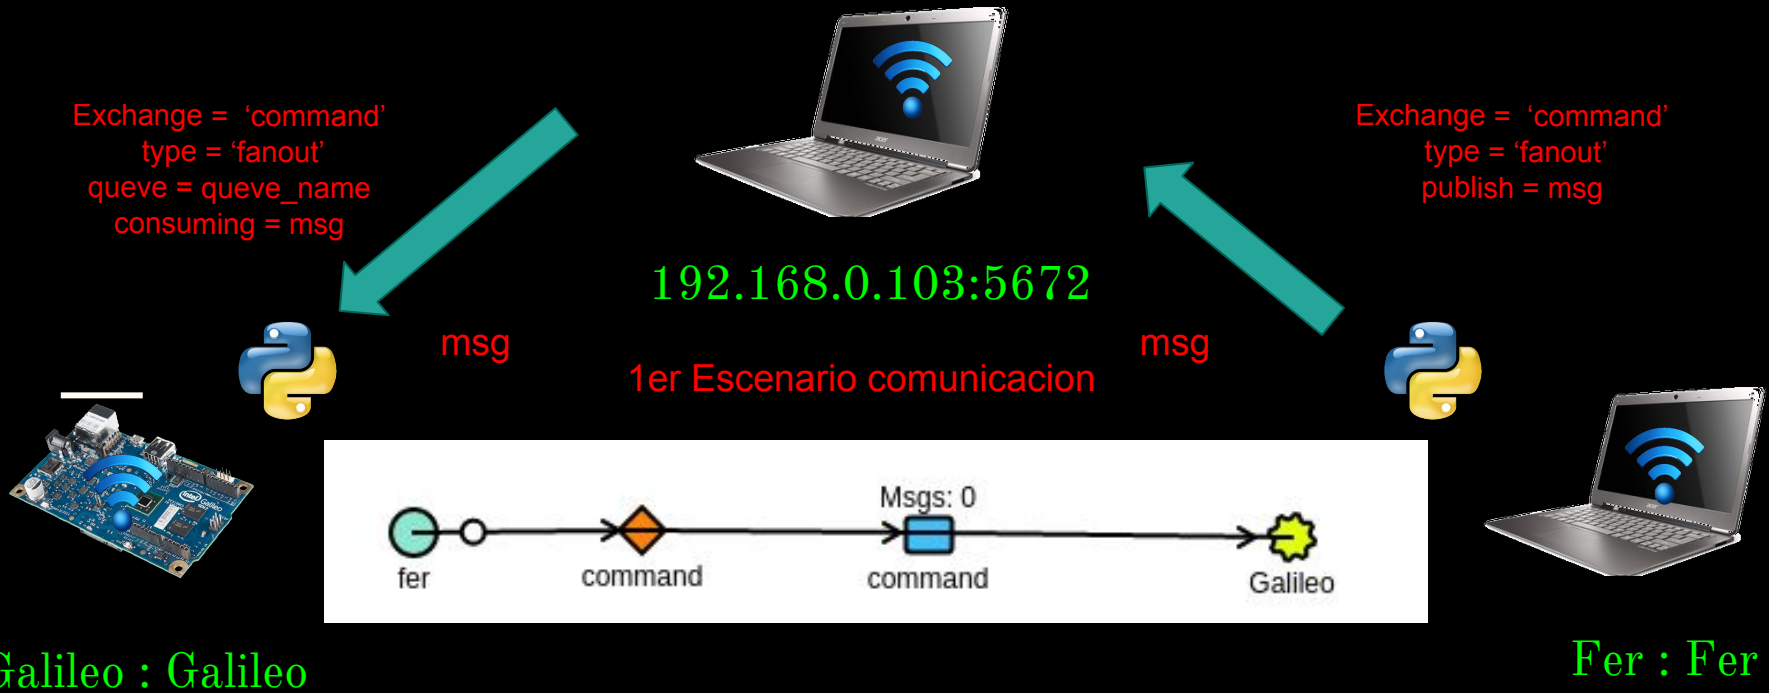 Exchange = ‘command’
type = ‘fanout’
queve = queve_name
consuming = msg
Exchange = ‘command’
type = ‘fanout’
publish = msg
192.168.0.103:5672
msg
msg
1er Escenario comunicacion
Msgs: 0
fer
command
command
Galileo
Galileo : Galileo
Fer : Fer